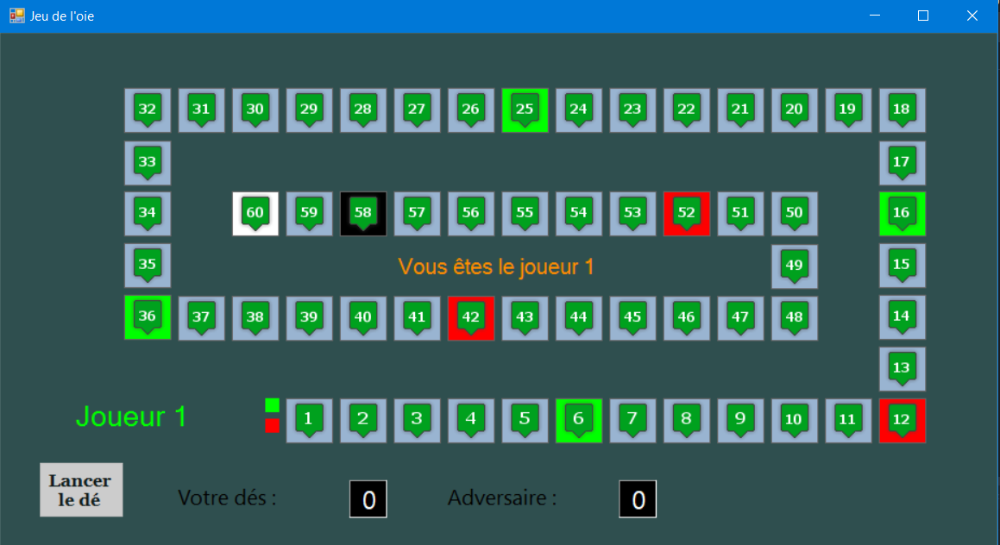 Jeu de l'oie
32 31 30 29 28 27 26 25 24 23 22 21 20 19 18
33 17
34 60 59 58 57 56 55 54 53 52 51 50 16
35 Vous êtes le joueur 1 49 15
36 37 38 39 40 41 42 43 44 45 46 47 48 14
13
Joueur 1 1 2 3 4 5 6 7 8 9 10 11 12
Lancer
le dé
Votre dés : 0 Adversaire : 0